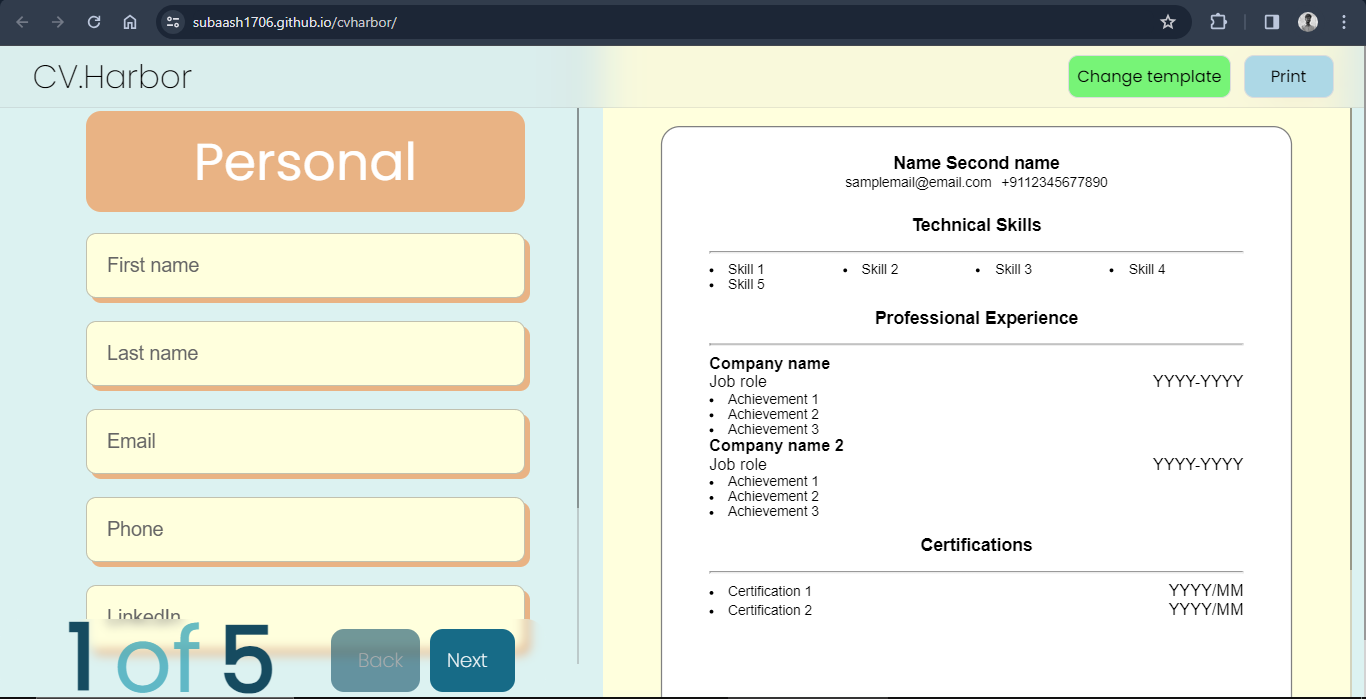 subaash1706.github.io/cvharbor/
CV.Harbor
Change template
Print
Personal
First name
Last name
Email
Phone
LinkedIn
1 of 5
Back
Next
Name Second name
samplemail@email.com +9112345677890
Technical Skills
• Skill 1 • Skill 2 • Skill 3 • Skill 4
• Skill 5
Professional Experience
Company name
Job role YYYY-YYYY
• Achievement 1
• Achievement 2
• Achievement 3
Company name 2
Job role YYYY-YYYY
• Achievement 1
• Achievement 2
• Achievement 3
Certifications
• Certification 1 YYYY/MM
• Certification 2 YYYY/MM